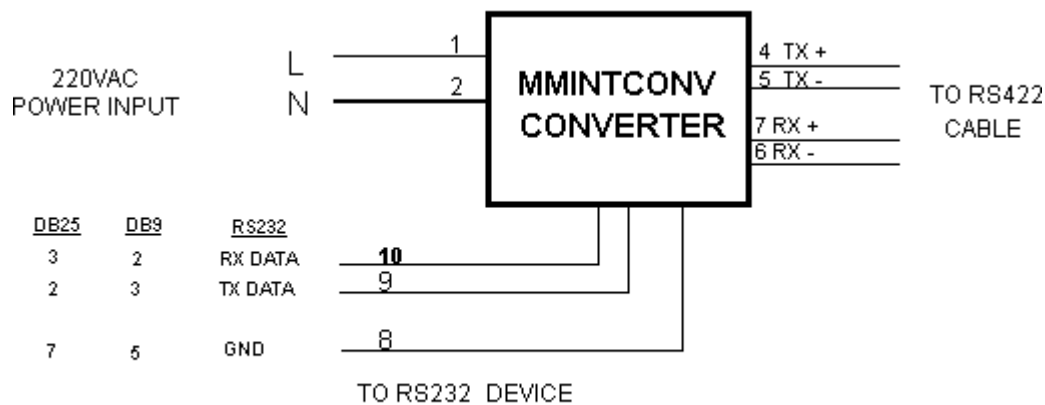 220VAC
POWER INPUT
L 1
N 2
MMINTCONV
CONVERTER
4 TX +
5 TX -
7 RX +
6 RX -
TO RS422
CABLE
DB25 DB9 RS232
3 2 RX DATA 10
2 3 TX DATA 9
7 5 GND 8
TO RS232 DEVICE